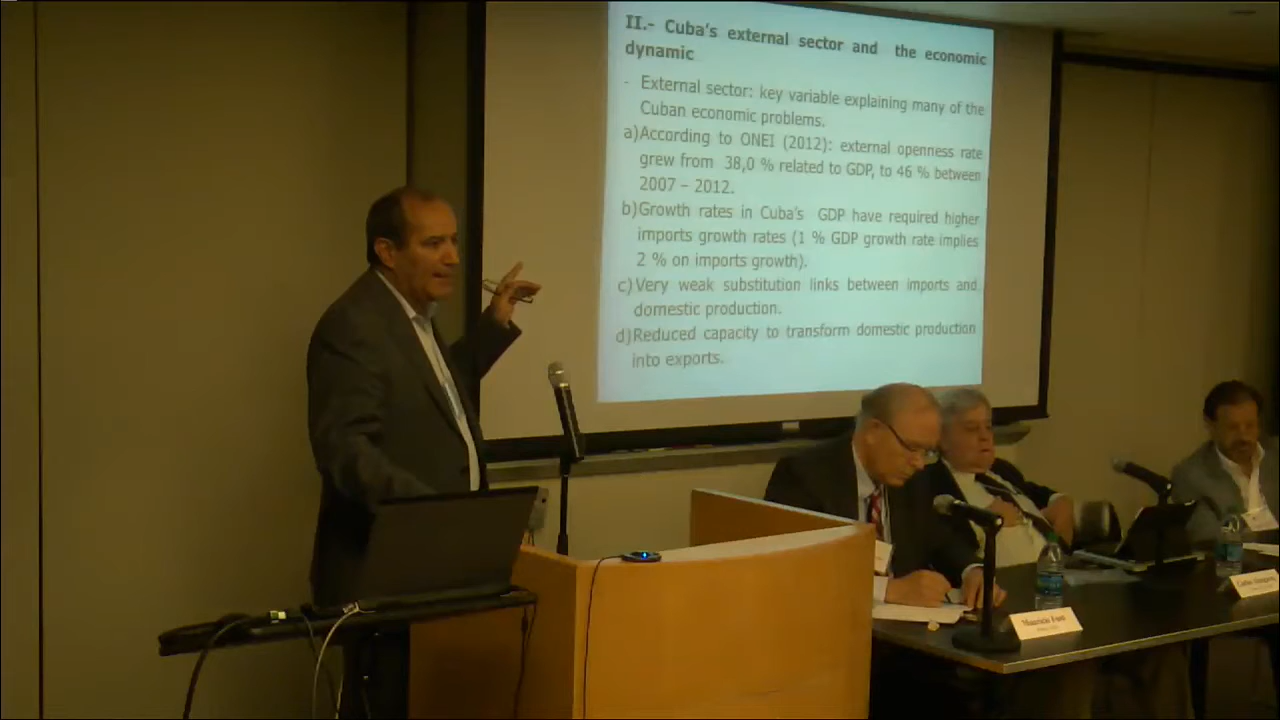 II.- Cuba's external sector and the economic
dynamic
- External sector: key variable explaining many of the
Cuban economic problems.
a)According to ONEI (2012): external openness rate
grew from 38,0 % related to GDP, to 46 % between
2007 – 2012.
b)Growth rates in Cuba's GDP have required higher
imports growth rates (1 % GDP growth rate implies
2 % on imports growth).
c)Very weak substitution links between imports and
domestic production.
d)Reduced capacity to transform domestic production
into exports.
Mauricio Font
Carlos